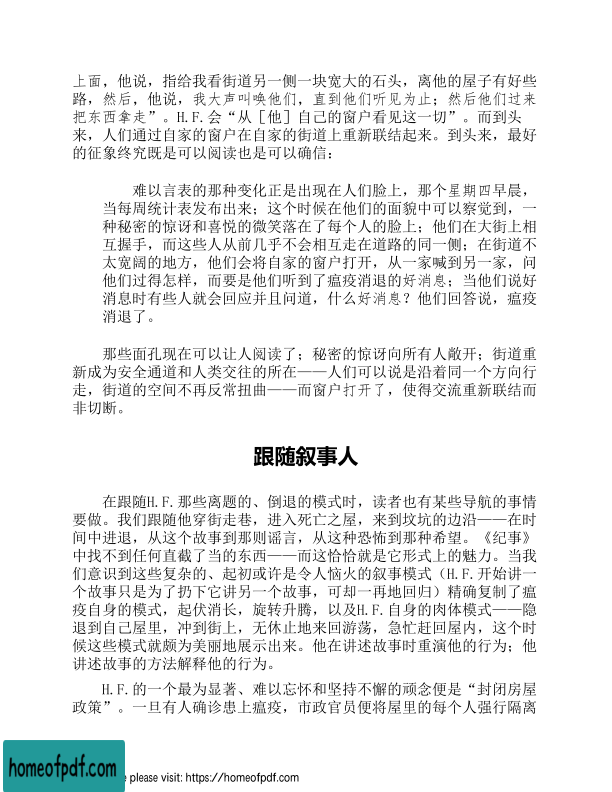 上面，他说，指给我看街道另一侧一块宽大的石头，离他的屋子有好些
路，然后，他说，我大声叫唤他们，直到他们听见为止；然后他们过来
把东西拿走”。H.F.会“从［他］自己的窗户看见这一切”。而到头
来，人们通过自家的窗户在自家的街道上重新联结起来。到头来，最好
的征象终究既是可以阅读也是可以确信：
难以言表的那种变化正是出现在人们脸上，那个星期四早晨，
当每周统计表发布出来；这个时候在他们的面貌中可以察觉到，一
种秘密的惊讶和喜悦的微笑落在了每个人的脸上；他们在大街上相
互握手，而这些人从前几乎不会相互走在道路的同一侧；在街道不
太宽阔的地方，他们会将自家的窗户打开，从一家喊到另一家，问
他们过得怎样，而要是他们听到了瘟疫消退的好消息；当他们说好
消息时有些人就会回应并且问道，什么好消息？他们回答说，瘟疫
消退了。
那些面孔现在可以让人阅读了；秘密的惊讶向所有人敞开；街道重
新成为安全通道和人类交往的所在——人们可以说是沿着同一个方向行
走，街道的空间不再反常扭曲——而窗户打开了，使得交流重新联结而
非切断。
跟随叙事人
在跟随H.F.那些离题的、倒退的模式时，读者也有某些导航的事情
要做。我们跟随他穿街走巷，进入死亡之屋，来到坟坑的边沿——在时
间中进退，从这个故事到那则谣言，从这种恐怖到那种希望。《纪事》
中找不到任何直截了当的东西——而这恰恰就是它形式上的魅力。当我
们意识到这些复杂的、起初或许是令人恼火的叙事模式（H.F.开始讲一
个故事只是为了扔下它讲另一个故事，可却一再地回归）精确复制了瘟
疫自身的模式，起伏消长，旋转升腾，以及H.F.自身的肉体模式——隐
退到自己屋里，冲到街上，无休止地来回游荡，急忙赶回屋内，这个时
候这些模式就颇为美丽地展示出来。他在讲述故事时重演他的行为；他
讲述故事的方法解释他的行为。
H.F.的一个最为显著、难以忘怀和坚持不懈的顽念便是“封闭房屋
政策”。一旦有人确诊患上瘟疫，市政官员便将屋里的每个人强行隔离
homeofpdf.com
e please visit: https://homeofpdf.com